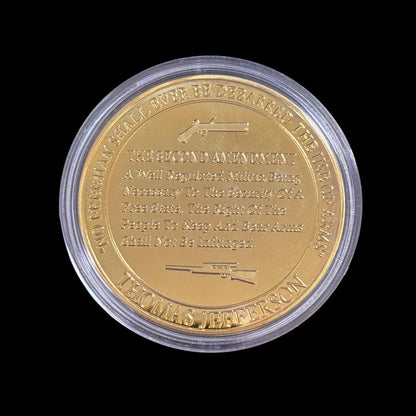 "NO FREEMAN SHALL EVER BE DEBARRED THE USE OF ARMS"
THE SECOND AMENDMENT
A Well Regulated Militia Being
Necessary To The Security Of A
Free State, The Right Of The
People To Keep And Bear Arms
Shall Not Be Infringed.
THOMAS JEFFERSON